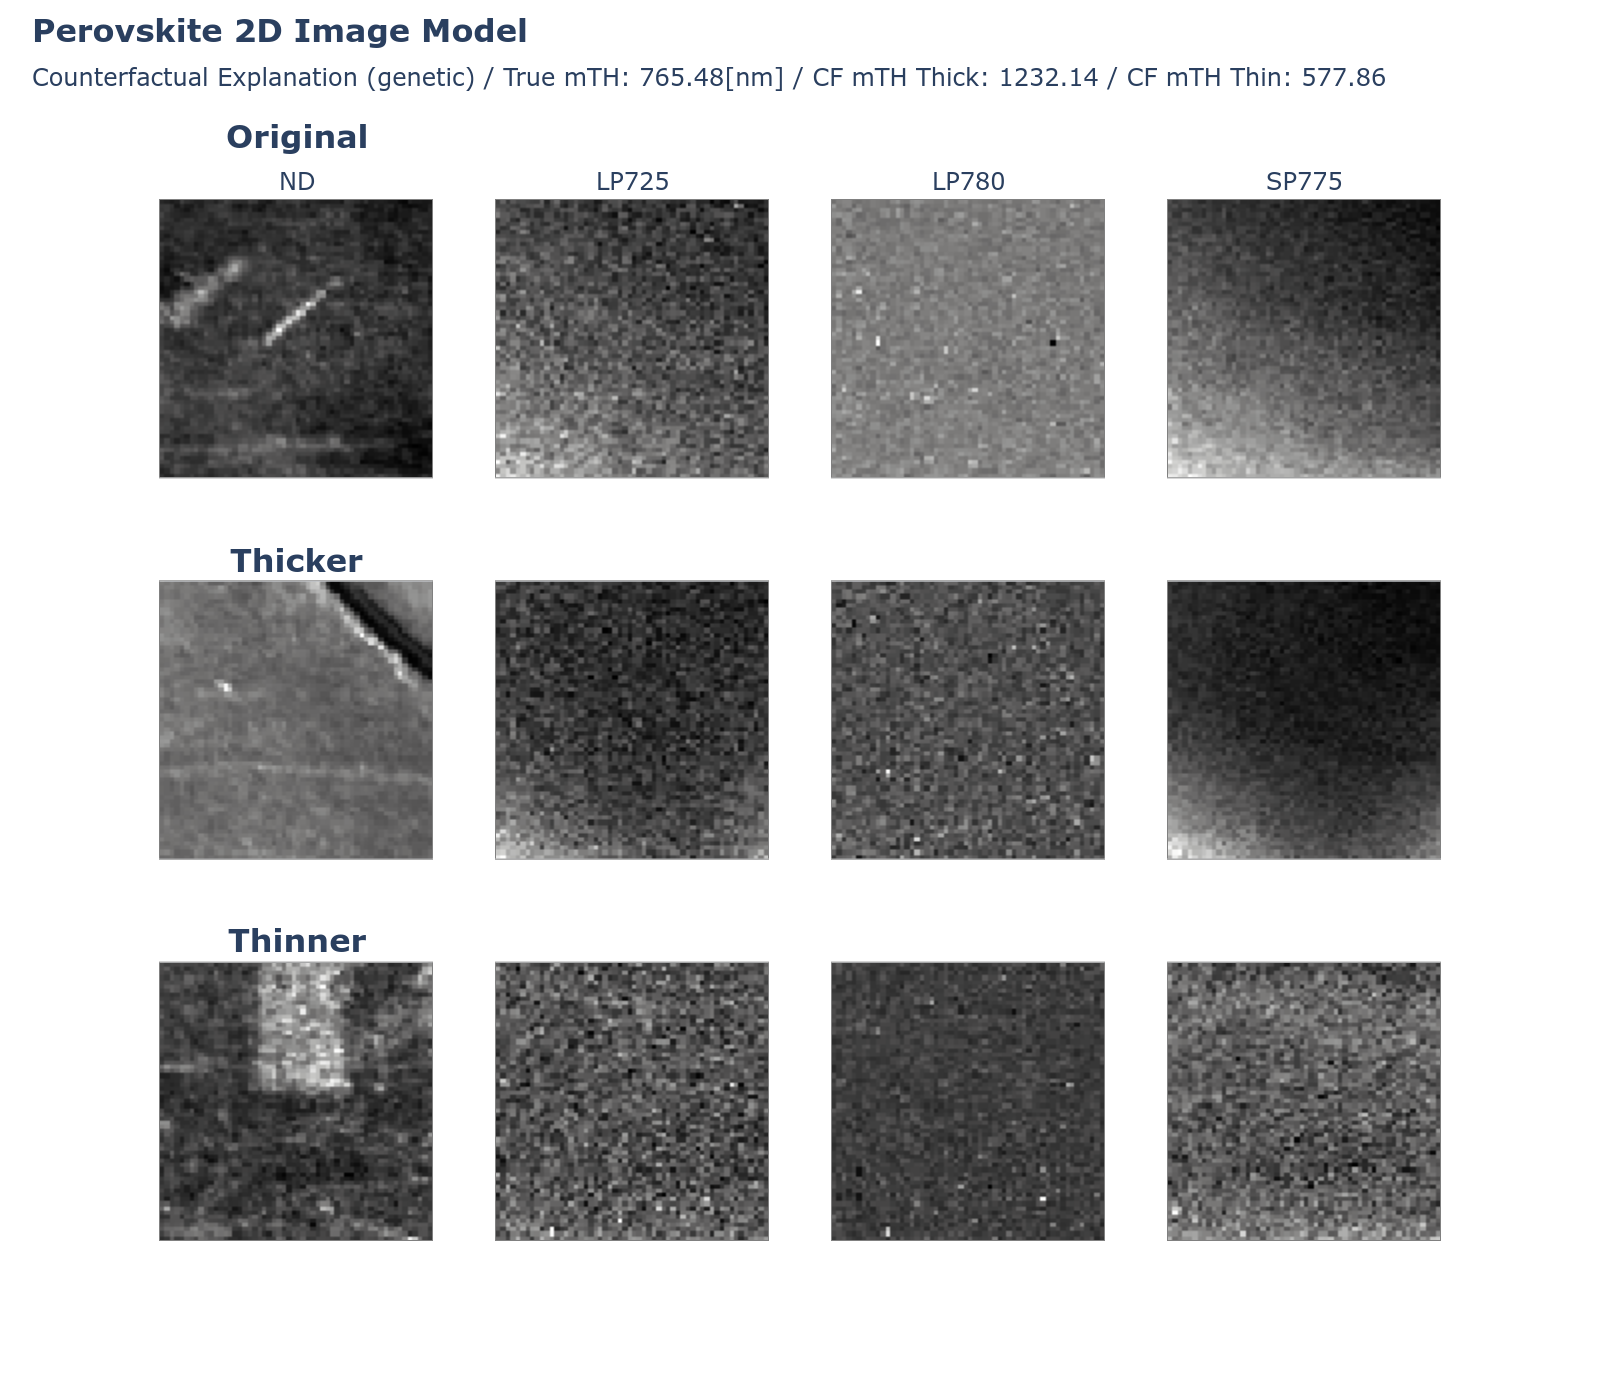 Perovskite 2D Image Model
Counterfactual Explanation (genetic) / True mTH: 765.48[nm] / CF mTH Thick: 1232.14 / CF mTH Thin: 577.86
Original
ND LP725 LP780 SP775
Thicker
Thinner